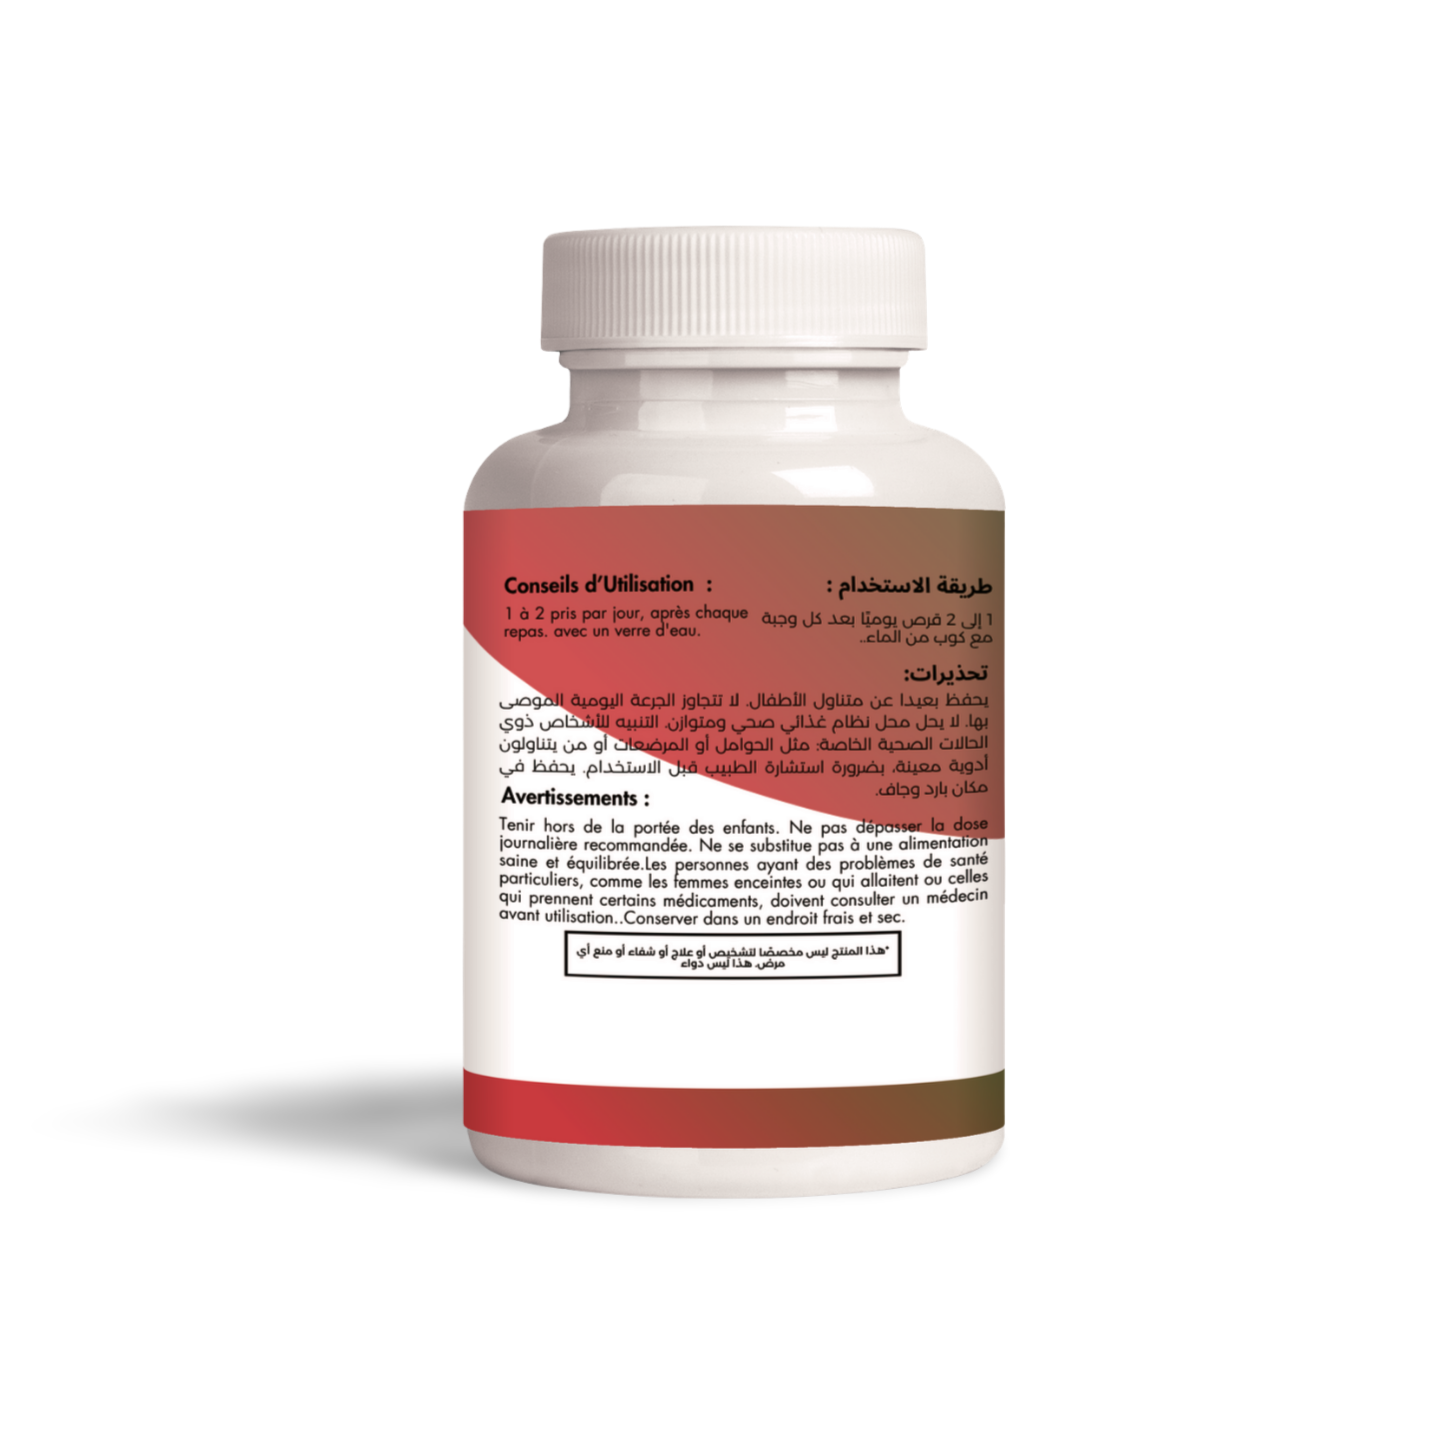 Conseils d'Utilisation :
1 à 2 pris par jour, après chaque
repas. avec un verre d'eau.
طريقة الاستخدام :
1 إلى 2 قرص يوميًا بعد كل وجبة
مع كوب من الماء..
تحذيرات:
يحفظ بعيدا عن متناول الأطفال. لا تتجاوز الجرعة اليومية الموصى
بها. لا يحل محل نظام غذائي صحي ومتوازن. التنبيه للأشخاص ذوي
الحالات الصحية الخاصة: مثل الحوامل أو المرضعات أو من يتناولون
أدوية معينة، بضرورة استشارة الطبيب قبل الاستخدام. يحفظ في
مكان بارد وجاف.
Avertissements :
Tenir hors de la portée des enfants. Ne pas dépasser la dose
journalière recommandée. Ne se substitue pas à une alimentation
saine et équilibrée.Les personnes ayant des problèmes de santé
particuliers, comme les femmes enceintes ou qui allaitent ou celles
qui prennent certains médicaments, doivent consulter un médecin
avant utilisation..Conserver dans un endroit frais et sec.
*هذا المنتج ليس مخصصًا لتشخيص أو علاج أو شفاء أو منع أي
مرض. هذا ليس دواء